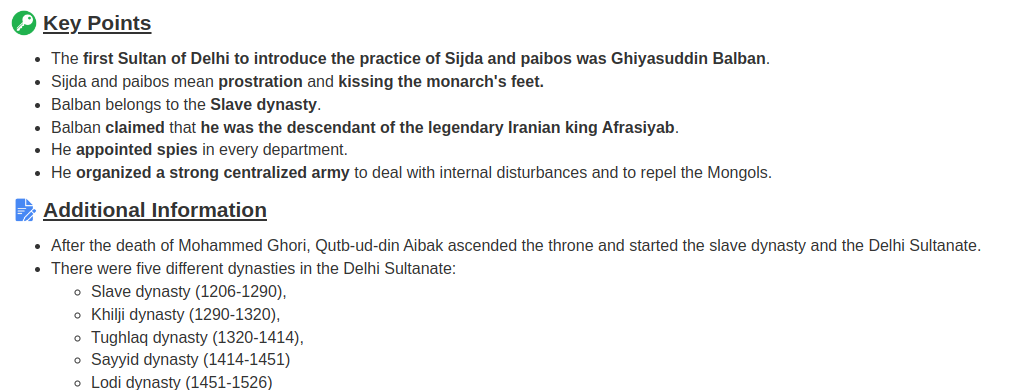 Key Points
The first Sultan of Delhi to introduce the practice of Sijda and paibos was Ghiyasuddin Balban.
Sijda and paibos mean prostration and kissing the monarch's feet.
Balban belongs to the Slave dynasty.
Balban claimed that he was the descendant of the legendary Iranian king Afrasiyab.
He appointed spies in every department.
He organized a strong centralized army to deal with internal disturbances and to repel the Mongols.
Additional Information
After the death of Mohammed Ghori, Qutb-ud-din Aibak ascended the throne and started the slave dynasty and the Delhi Sultanate.
There were five different dynasties in the Delhi Sultanate:
Slave dynasty (1206-1290),
Khilji dynasty (1290-1320),
Tughlaq dynasty (1320-1414),
Sayyid dynasty (1414-1451)
Lodi dynasty (1451-1526)